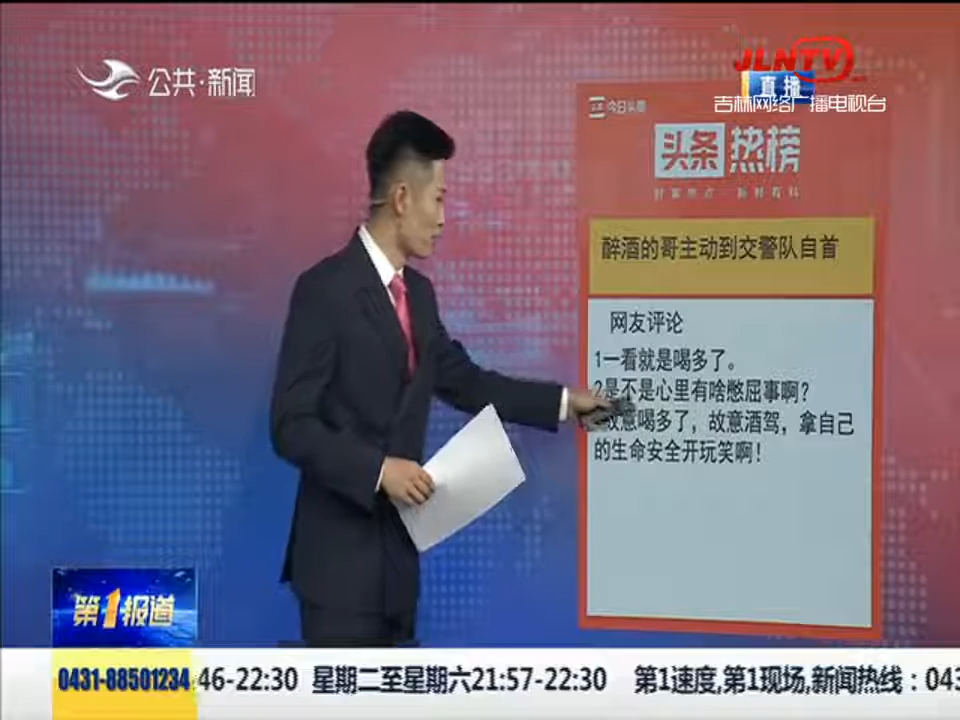 公共·新闻
JLNTV
直播
吉林网络广播电视台
今日头条
头条热榜
醉酒的哥主动到交警队自首
网友评论
1一看就是喝多了。
2是不是心里有啥憋屈事啊?
故意喝多了，故意酒驾，拿自己
的生命安全开玩笑啊!
第1报道
0431-88501234
46-22:30 星期二至星期六21:57-22:30 第1速度,第1现场,新闻热线：043